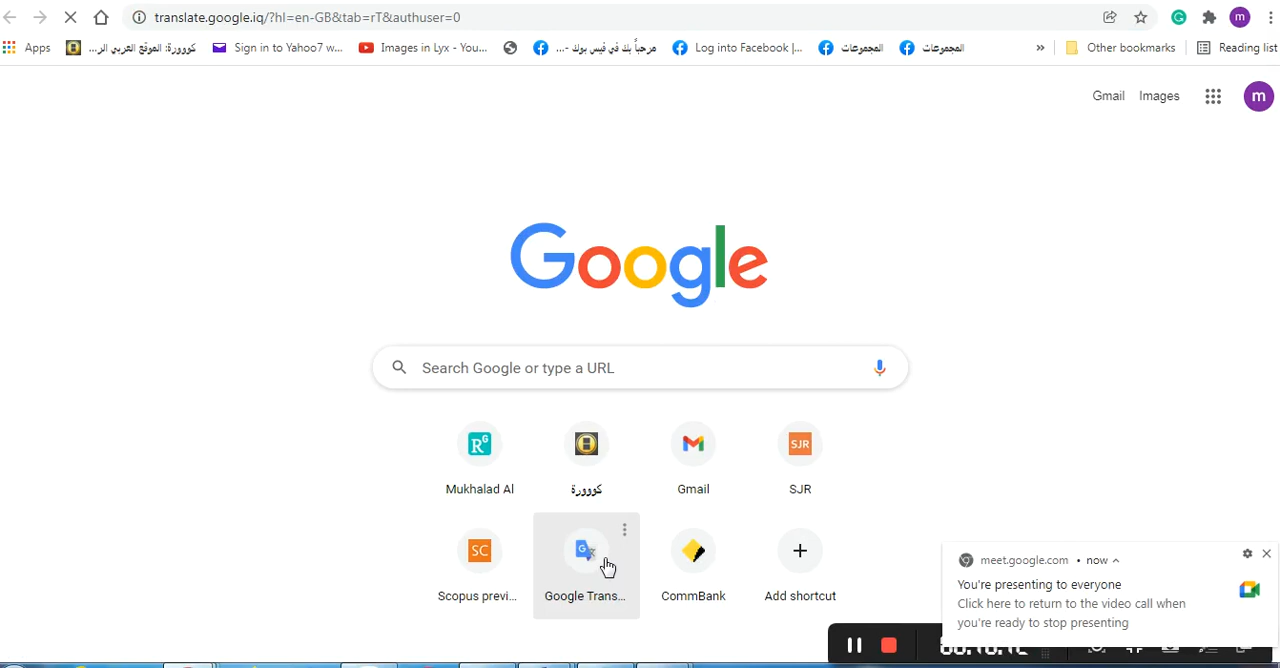 translate.google.iq/?hl=en-GB&tab=rT&authuser=0
m
Apps
كووورة: الموقع العربي الر...
Sign in to Yahoo7 w...
Images in Lyx - You...
مرحباً بك في فيس بوك -...
Log into Facebook |...
المجموعات
المجموعات
»
Other bookmarks
Reading list
Gmail
Images
m
Google
Search Google or type a URL
Mukhalad Al
كووورة
Gmail
SJR
SJR
SC
Scopus previ...
Google Trans...
CommBank
Add shortcut
meet.google.com • now
You're presenting to everyone
Click here to return to the video call when
you're ready to stop presenting